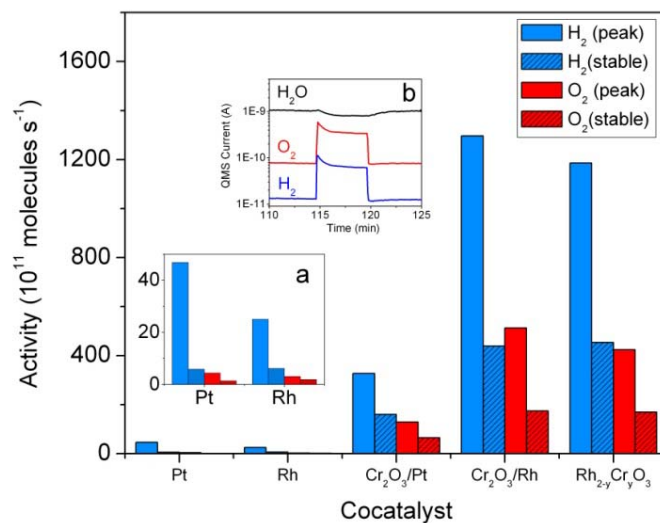 1600
1200
800
400
0
Activity (10¹¹ molecules s⁻¹)
H₂ (peak)
H₂(stable)
O₂ (peak)
O₂(stable)
b
H₂O
O₂
H₂
1E-9
1E-10
1E-11
QMS Current (A)
110 115 120 125
Time (min)
a
40
20
0
Pt Rh
Pt Rh Cr₂O₃/Pt Cr₂O₃/Rh Rh₂₋yCryO₃
Cocatalyst